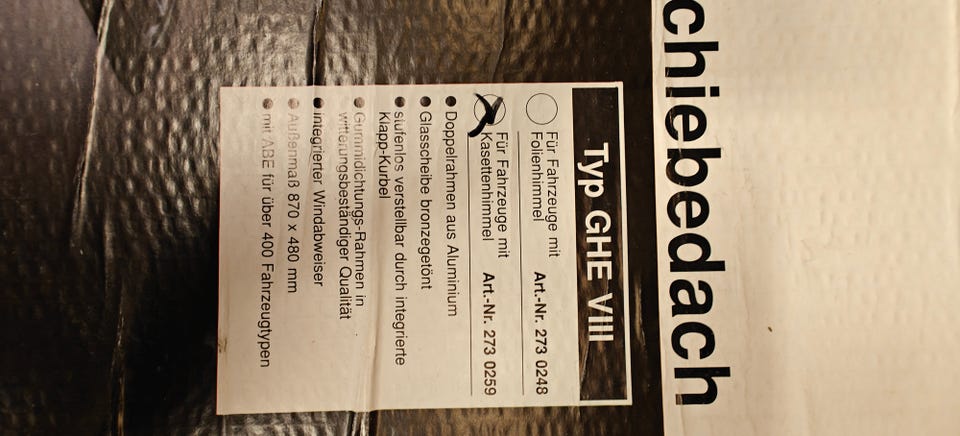 chiebedach
Typ GHE VIII
Für Fahrzeuge mit
Folienhimmel Art.-Nr. 273 0248
Für Fahrzeuge mit
Kasettenhimmel Art.-Nr. 273 0259
● Doppelrahmen aus Aluminium
● Glasscheibe bronzegetönt
● stufenlos verstellbar durch integrierte
Klapp-Kurbel
● Gummidichtungs-Rahmen in
witterungsbeständiger Qualität
● integrierter Windabweiser
● Außenmaß 870 x 480 mm
● mit ABE für über 400 Fahrzeugtypen